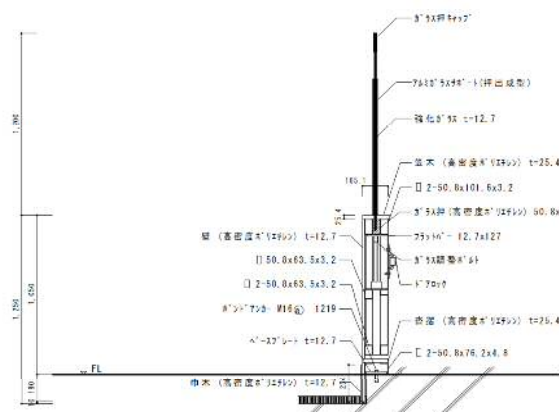 ガラス押キャップ
アルミガラスサポート(押出成型)
強化ガラス t=12.7
笠木 (高密度ポリエチレン) t=25.4
105.1
□ 2-50.8x101.6x3.2
25.4
ガラス押(高密度ポリエチレン) 50.8x
壁 (高密度ポリエチレン) t=12.7
フラットバー 12.7x127
□ 50.8x63.5x3.2
ガラス調整ボルト
□ 2-50.8x63.5x3.2
ドアロック
ボンドアンカー M16@ 1219
沓摺 (高密度ポリエチレン) t=25.4
ベースプレート t=12.7
[ 2-50.8x76.2x4.8
FL
巾木 (高密度ポリエチレン) t=12.7
1,200
1,250
1,050